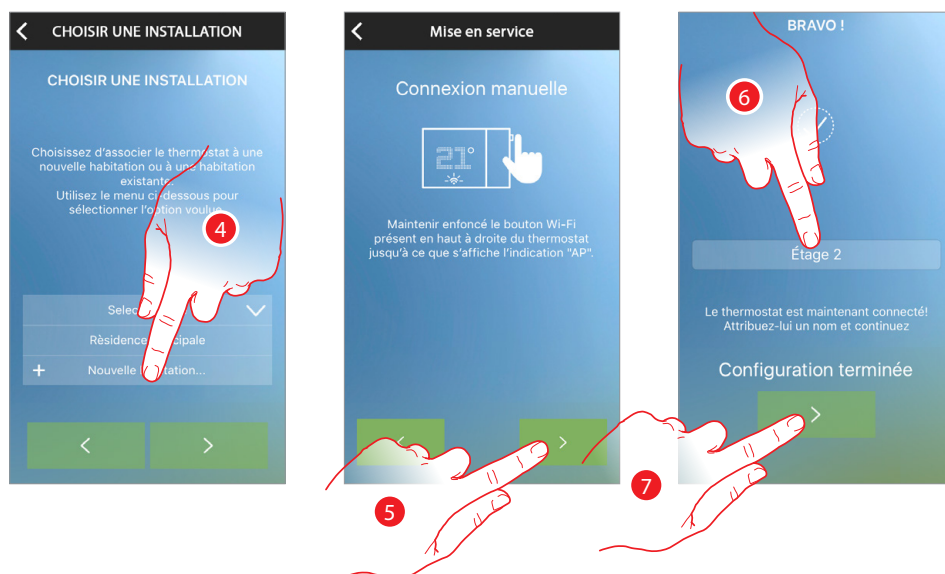 CHOISIR UNE INSTALLATION
CHOISIR UNE INSTALLATION
Choisissez d'associer le thermostat à une
nouvelle habitation ou à une habitation
existante.
Utilisez le menu ci-dessous pour
sélectionner l'option voulue
4
Selec
Rèsidence cipale
+ Nouvelle tation...
< >
Mise en service
Connexion manuelle
21°
Maintenir enfoncé le bouton Wi-Fi
présent en haut à droite du thermostat
jusqu'à ce que s'affiche l'indication "AP".
< >
5
BRAVO !
6
Étage 2
Le thermostat est maintenant connecté!
Attribuez-lui un nom et continuez
Configuration terminée
>
7